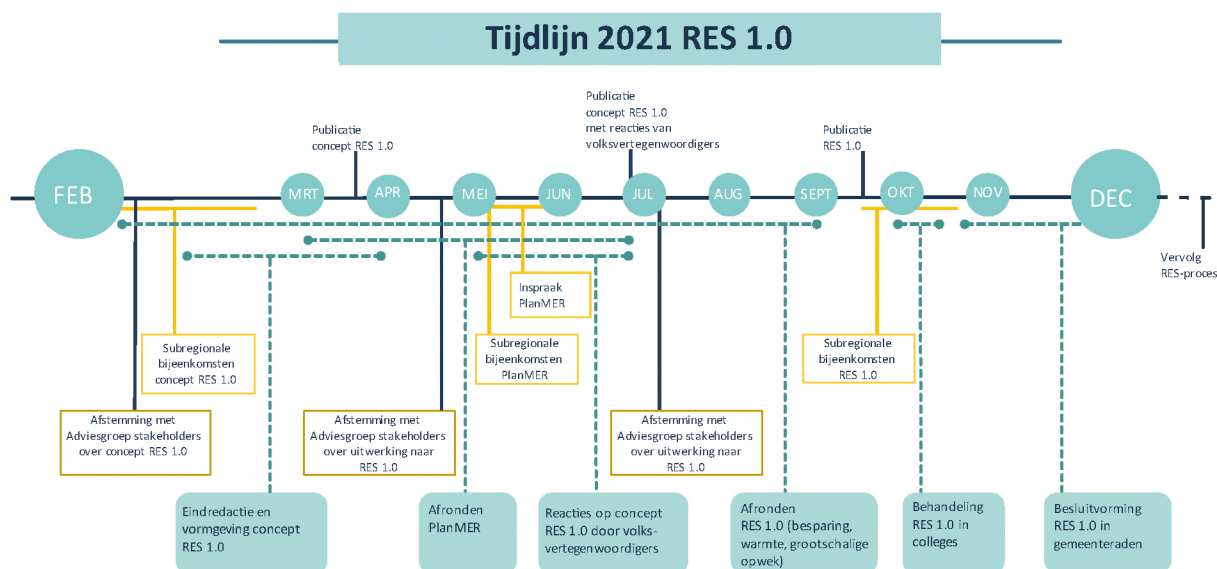 Tijdlijn 2021 RES 1.0
Publicatie
concept RES 1.0
Publicatie
concept RES 1.0
met reacties van
volksvertegenwoordigers
Publicatie
RES 1.0
FEB
MRT
APR
MEI
JUN
JUL
AUG
SEPT
OKT
NOV
DEC
Vervolg
RES-proces
Inspraak
PlanMER
Subregionale
bijeenkomsten
concept RES 1.0
Subregionale
bijeenkomsten
PlanMER
Subregionale
bijeenkomsten
RES 1.0
Afstemming met
Adviesgroep stakeholders
over concept RES 1.0
Afstemming met
Adviesgroep stakeholders
over uitwerking naar
RES 1.0
Afstemming met
Adviesgroep stakeholders
over uitwerking naar
RES 1.0
Eindredactie en
vormgeving concept
RES 1.0
Afronden
PlanMER
Reacties op concept
RES 1.0 door volks-
vertegenwoordigers
Afronden
RES 1.0 (besparing,
warmte, grootschalige
opwek)
Behandeling
RES 1.0 in
colleges
Besluitvorming
RES 1.0 in
gemeenteraden